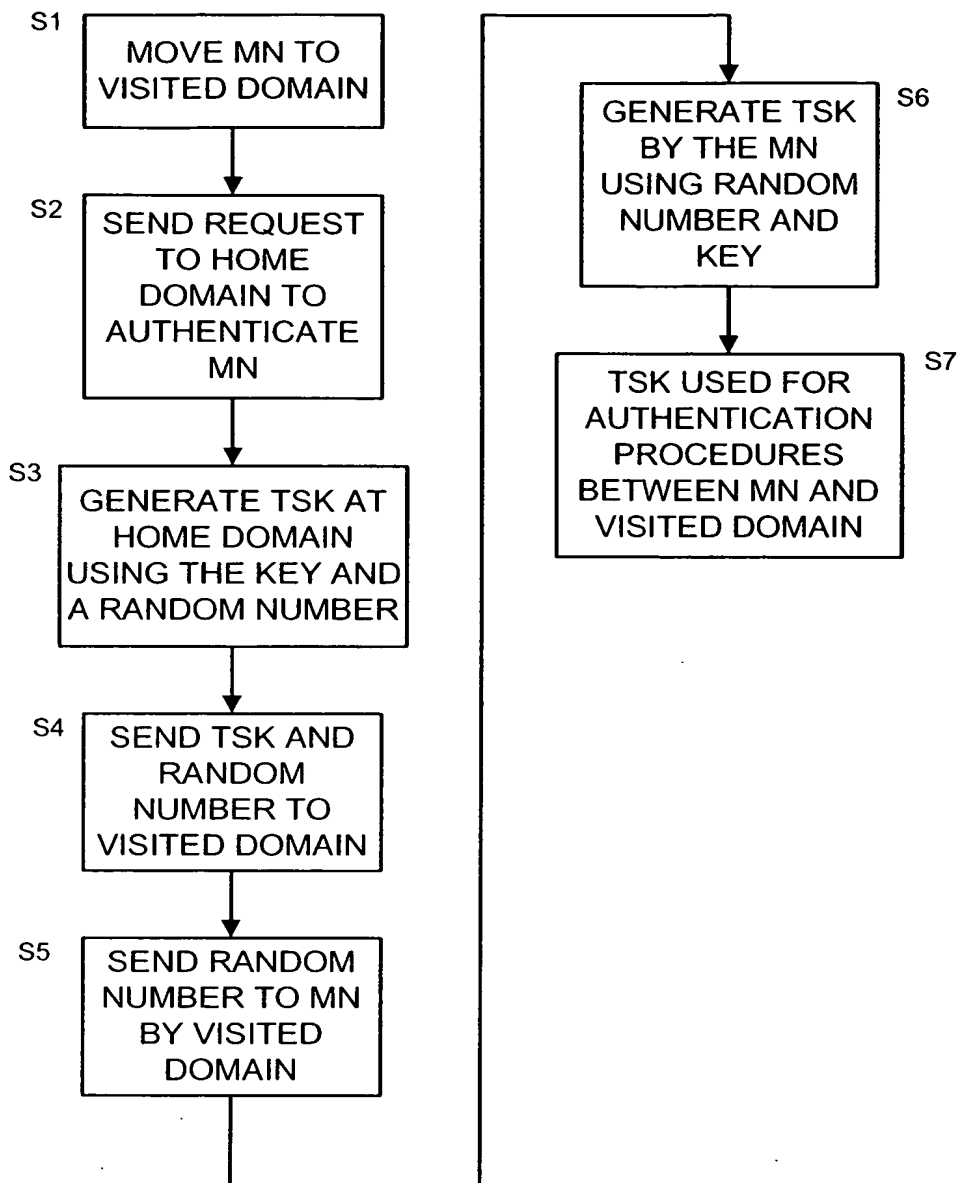 S1
MOVE MN TO
VISITED DOMAIN
S2
SEND REQUEST
TO HOME
DOMAIN TO
AUTHENTICATE
MN
S3
GENERATE TSK AT
HOME DOMAIN
USING THE KEY AND
A RANDOM NUMBER
S4
SEND TSK AND
RANDOM
NUMBER TO
VISITED DOMAIN
S5
SEND RANDOM
NUMBER TO MN
BY VISITED
DOMAIN
S6
GENERATE TSK
BY THE MN
USING RANDOM
NUMBER AND
KEY
S7
TSK USED FOR
AUTHENTICATION
PROCEDURES
BETWEEN MN AND
VISITED DOMAIN